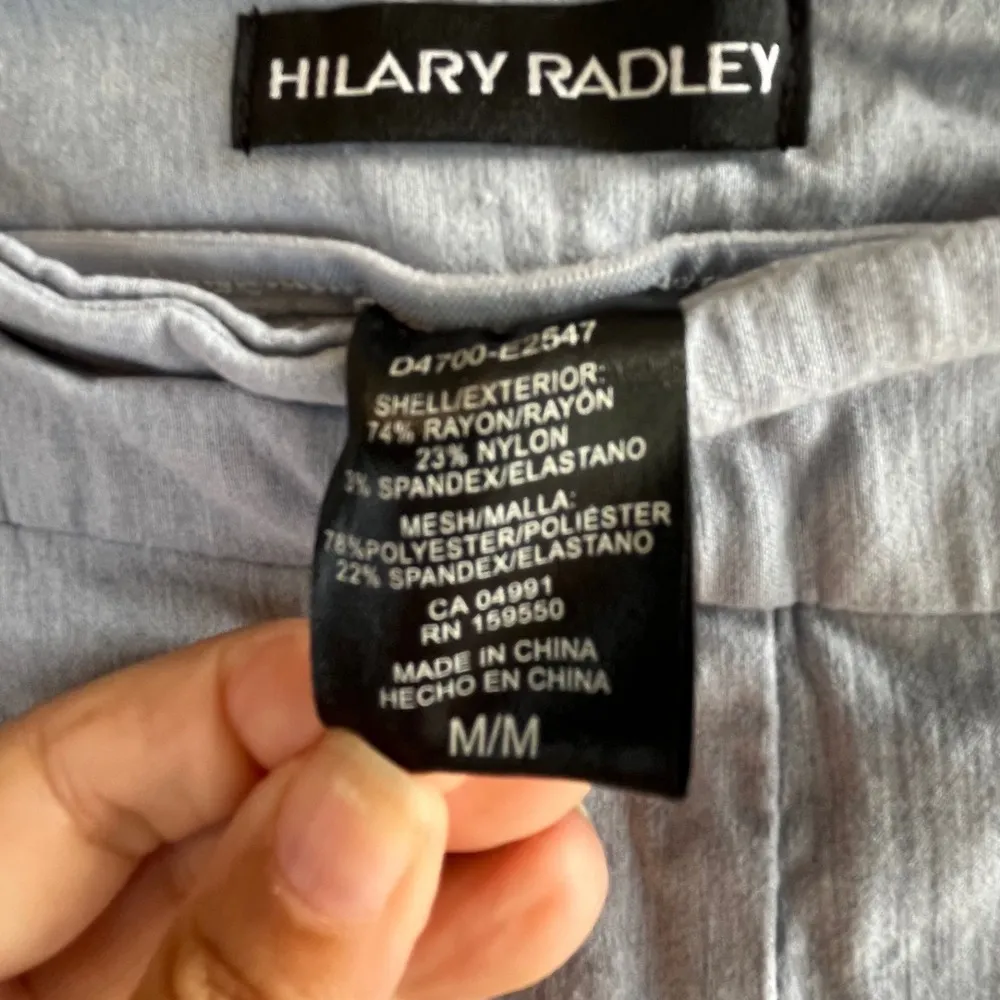 HILARY RADLEY
D4700-E2547
SHELL/EXTERIOR:
74% RAYON/RAYÓN
23% NYLON
3% SPANDEX/ELASTANO
MESH/MALLA:
78%POLYESTER/POLIÉSTER
22% SPANDEX/ELASTANO
CA 04991
RN 159550
MADE IN CHINA
HECHO EN CHINA
M/M